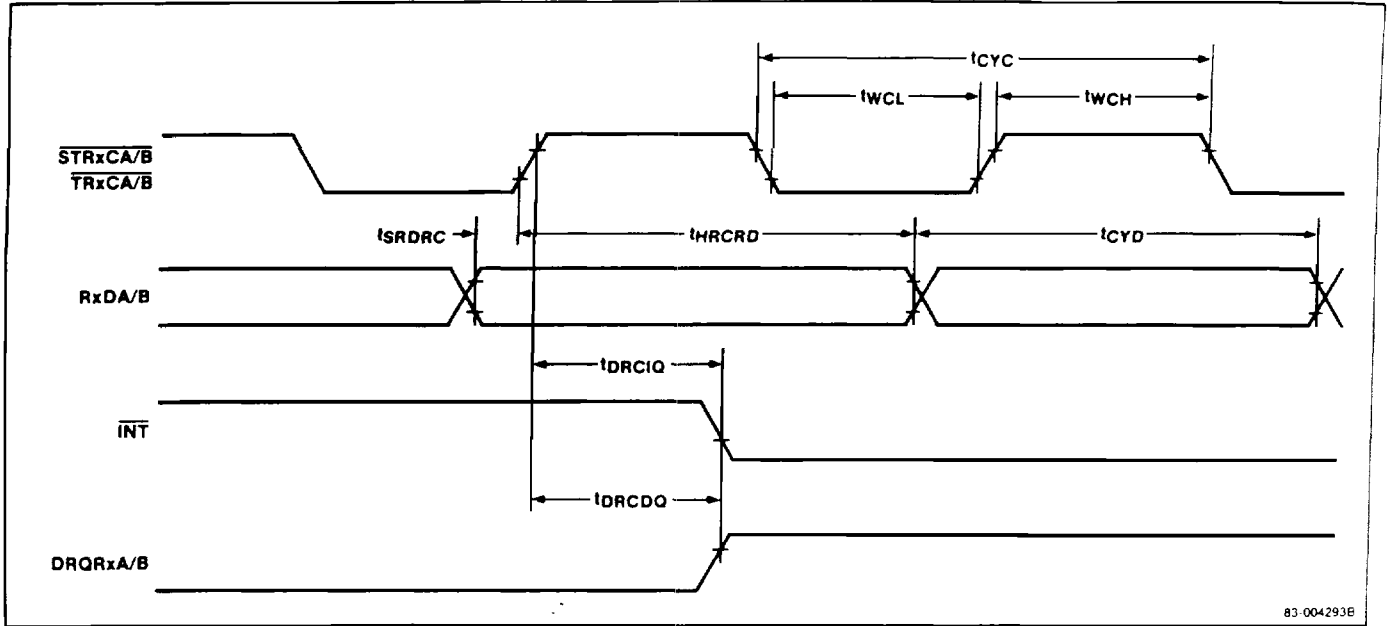 tCYC
tWCL
tWCH
STRxCA/B
TRxCA/B
tSRDRC
tHRCRD
tCYD
RxDA/B
tDRCIQ
INT
tDRCDQ
DRQRxA/B
83-004293B